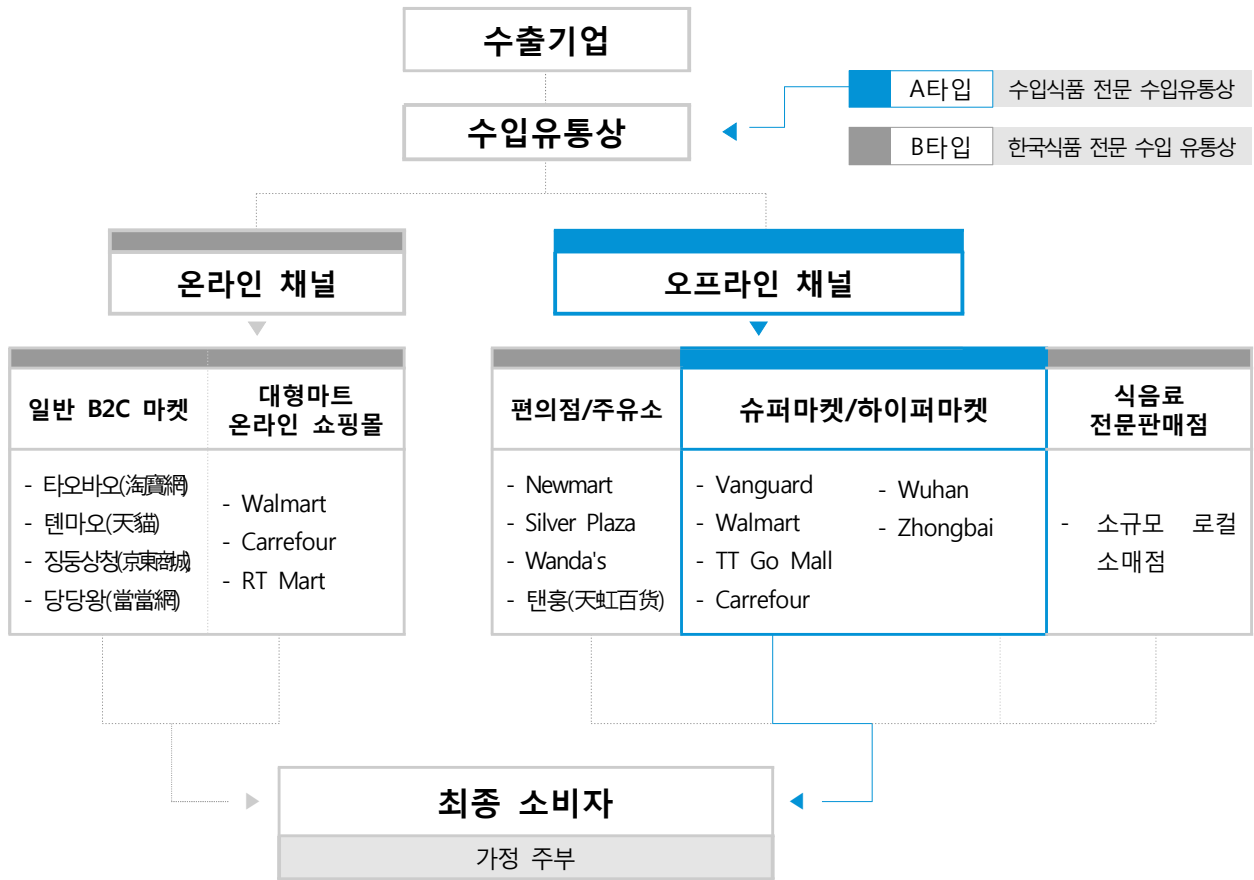 수출기업
수입유통상
A타입 수입식품 전문 수입유통상
B타입 한국식품 전문 수입 유통상
온라인 채널
오프라인 채널
일반 B2C 마켓
대형마트
온라인 쇼핑몰
편의점/주유소
슈퍼마켓/하이퍼마켓
식음료
전문판매점
- 타오바오(淘寶網)
- 톈마오(天貓)
- 징둥상청(京東商城)
- 당당왕(當當網)
- Walmart
- Carrefour
- RT Mart
- Newmart
- Silver Plaza
- Wanda's
- 탠홍(天虹百货)
- Vanguard
- Walmart
- TT Go Mall
- Carrefour
- Wuhan
- Zhongbai
- 소규모 로컬
소매점
최종 소비자
가정 주부